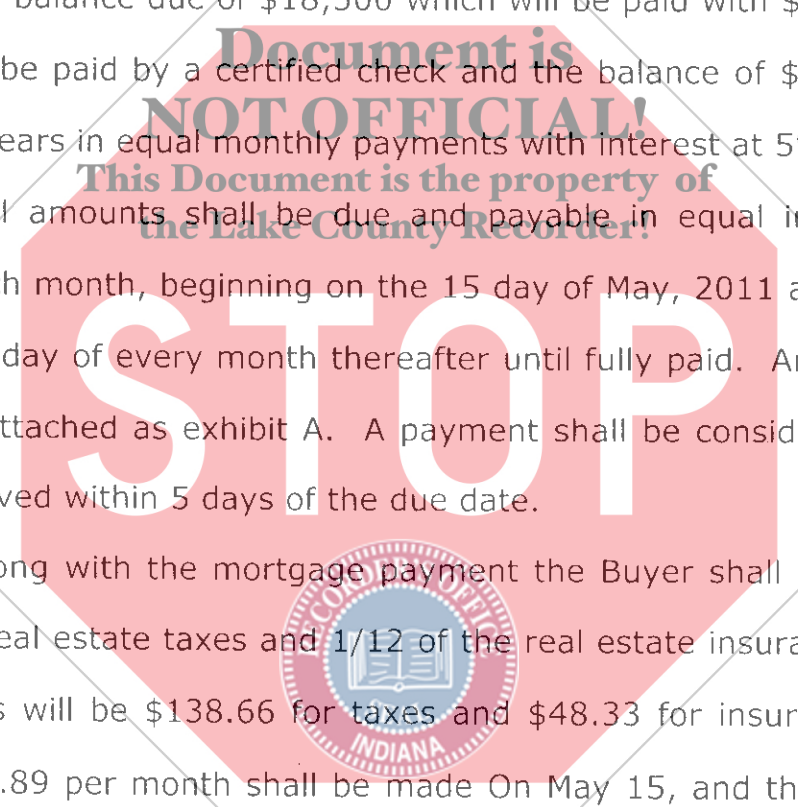 balance due of $18,500 which will be paid with $
Document is
be paid by a certified check and the balance of $
NOT OFFICIAL!
ears in equal monthly payments with interest at 5
This Document is the property of
amounts shall be due and payable in equal
the Lake County Recorder!
month, beginning on the 15 day of May, 2011
STOP
day of every month thereafter until fully paid.
ttached as exhibit A. A payment shall be consid
ved within 5 days of the due date.
ong with the mortgage payment the Buyer shall
RECORDER'S OFFICE
eal estate taxes and 1/12 of the real estate insura
s will be $138.66 for taxes and $48.33 for insur
INDIANA
.89 per month shall be made On May 15, and th